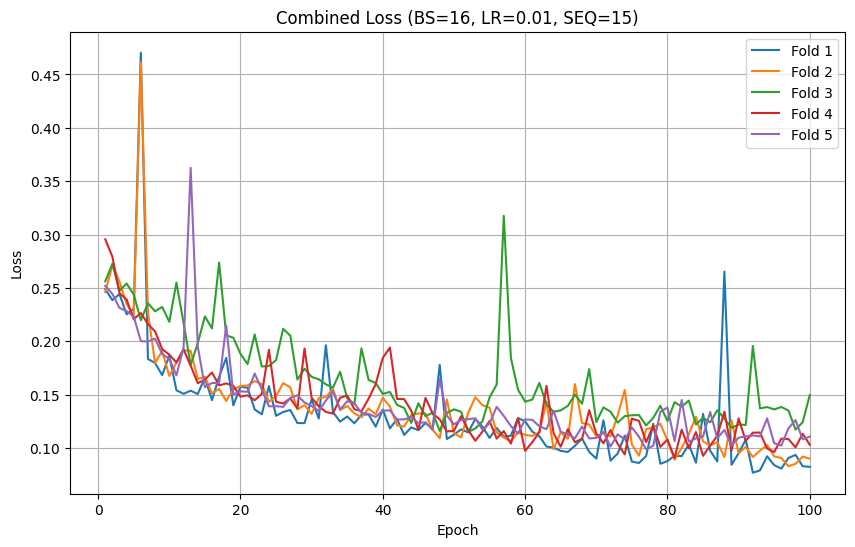 Combined Loss (BS=16, LR=0.01, SEQ=15)
Loss
0.45
0.40
0.35
0.30
0.25
0.20
0.15
0.10
Fold 1
Fold 2
Fold 3
Fold 4
Fold 5
0
20
40
60
80
100
Epoch